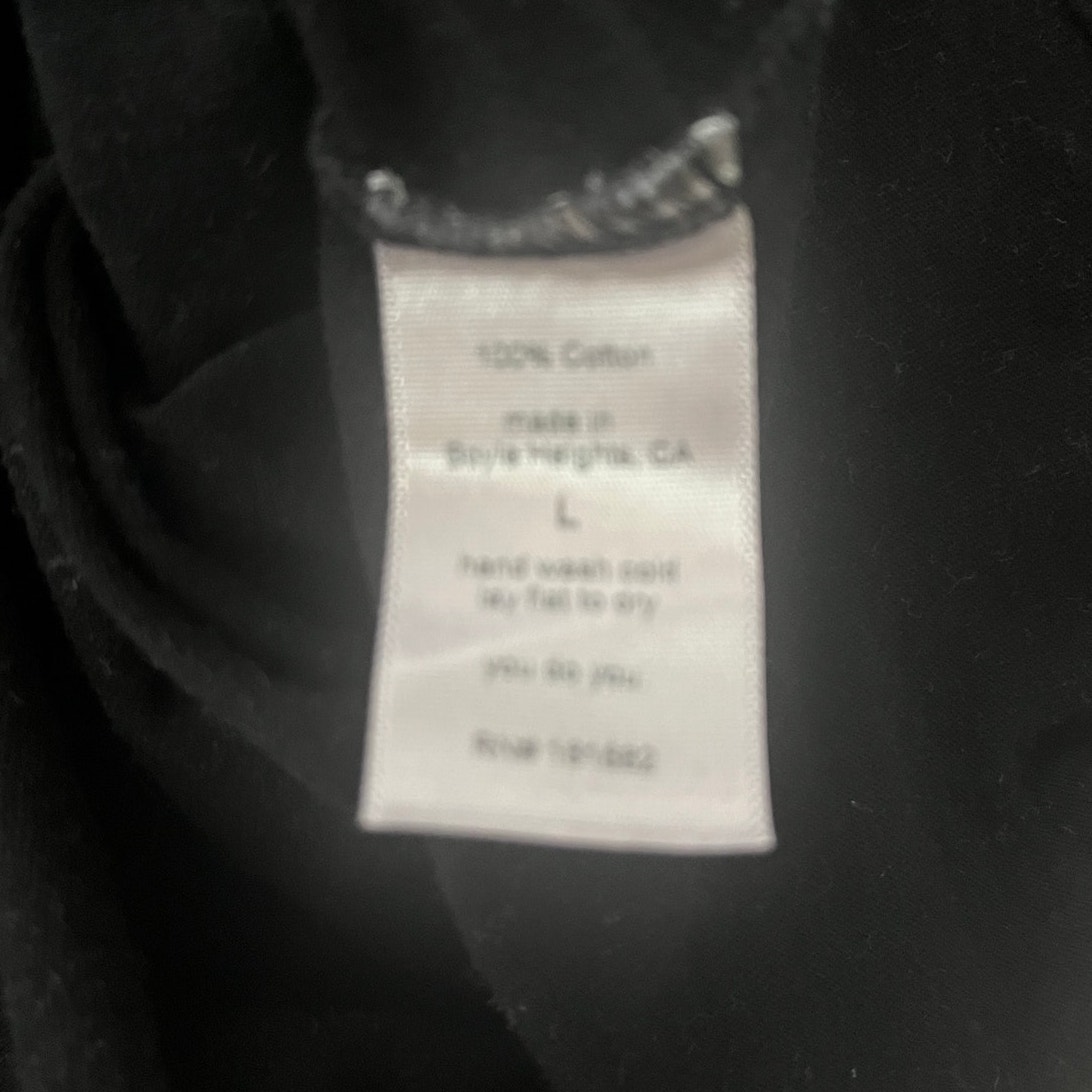 100% Cotton
made in
Boyle Heights, CA
L
hand wash cold
lay flat to dry
you do you